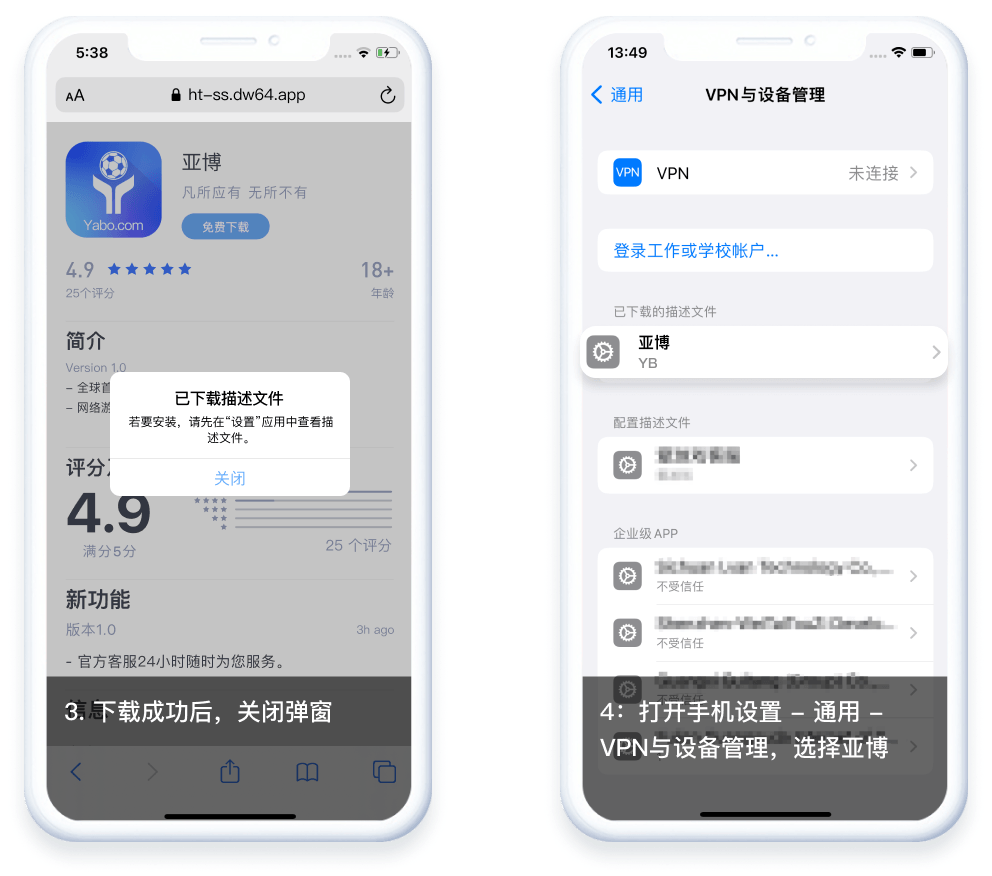 5:38
AA
ht-ss.dw64.app
亚博
凡所应有 无所不有
免费下载
Yabo.com
4.9
18+
25个评分
年龄
简介
Version 1.0
- 全球首
- 网络游
已下载描述文件
若要安装，请先在“设置”应用中查看描
述文件。
关闭
评分
4.9
满分5分
25 个评分
新功能
版本1.0
3h ago
- 官方客服24小时随时为您服务。
信息
3. 下载成功后，关闭弹窗
13:49
通用
VPN与设备管理
VPN
VPN
未连接
登录工作或学校帐户...
已下载的描述文件
亚博
YB
配置描述文件
企业级 APP
不受信任
不受信任
不受信任
4：打开手机设置 - 通用 -
VPN与设备管理，选择亚博